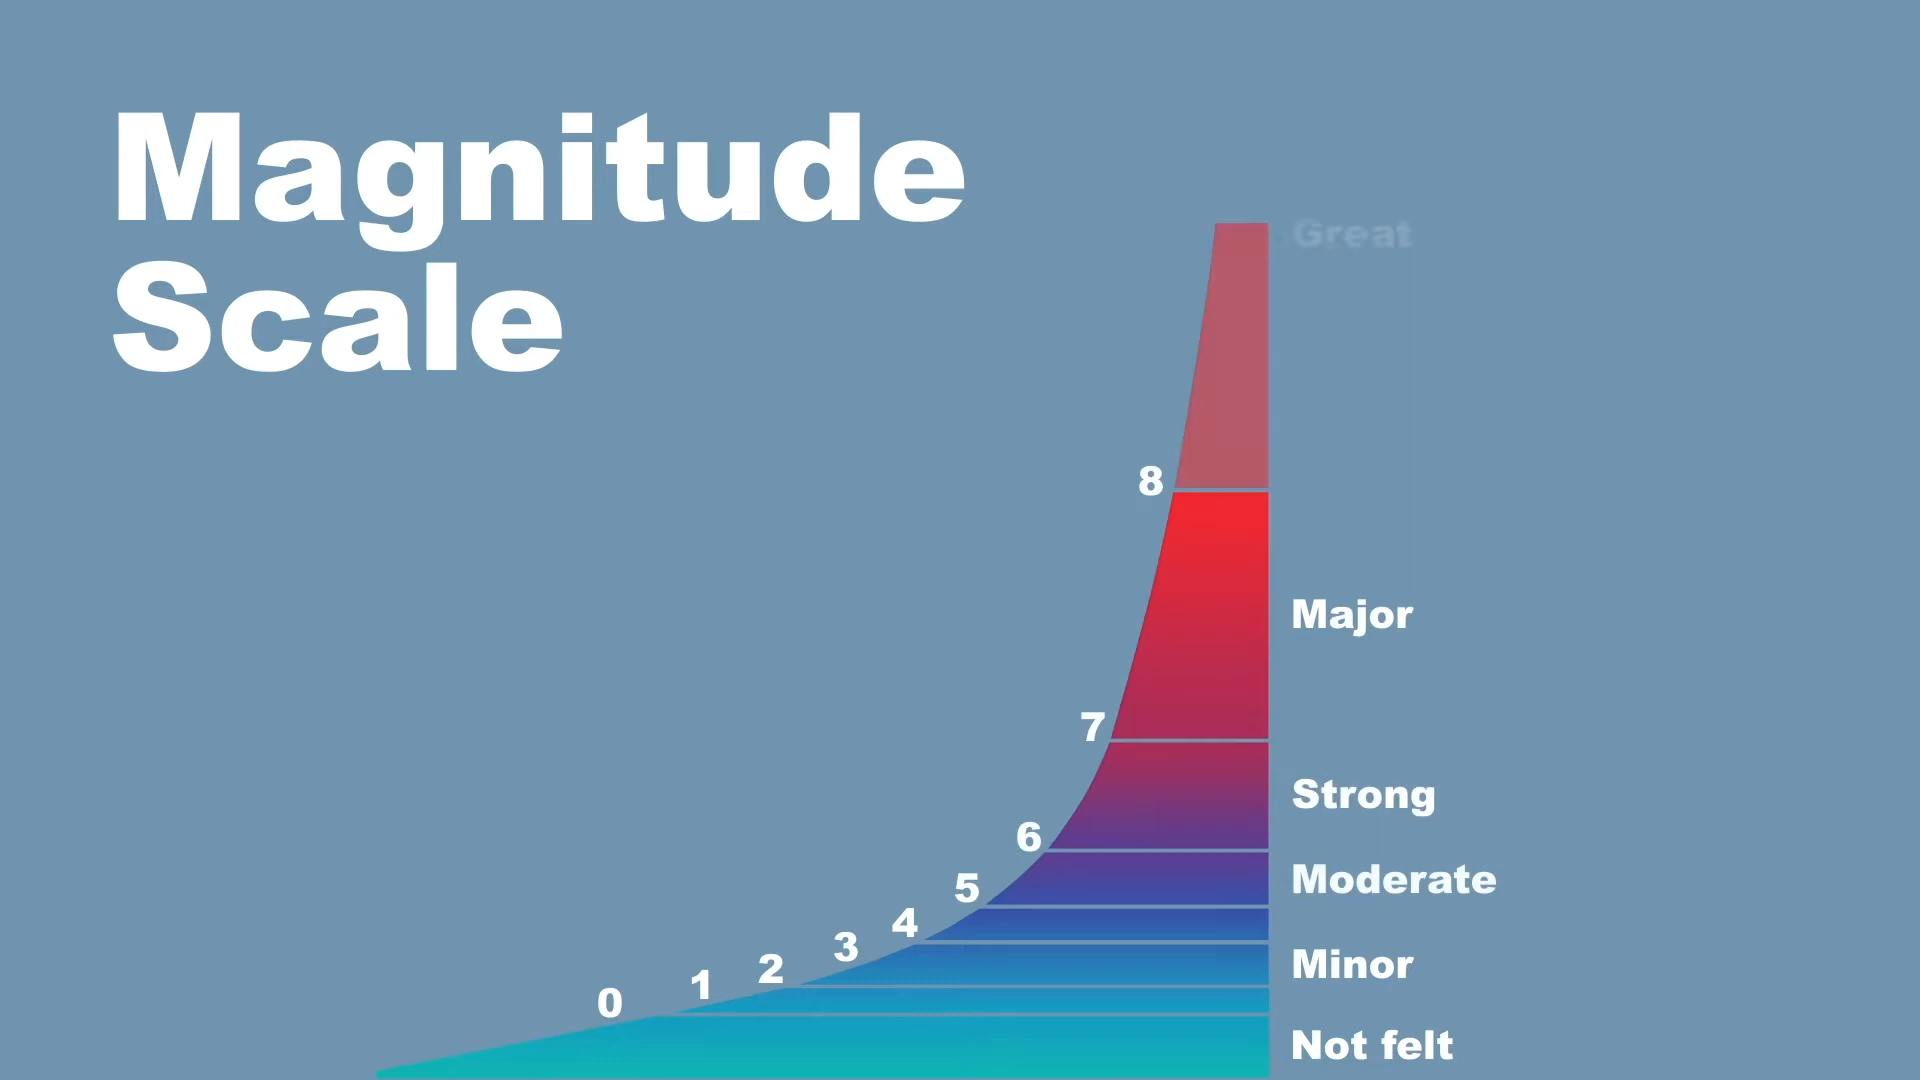 Magnitude
Scale
Great
8
Major
7
Strong
6
Moderate
5
4
3
Minor
2
1
0
Not felt